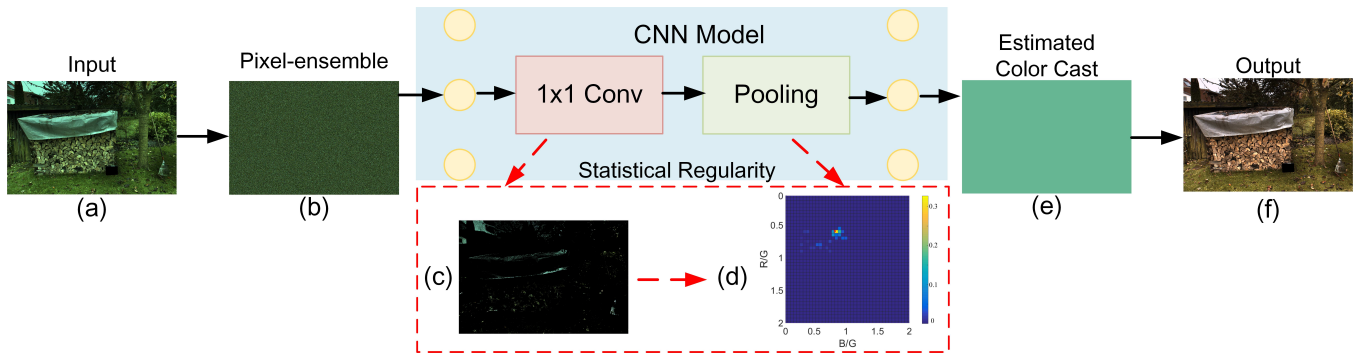 Input
Pixel-ensemble
CNN Model
1x1 Conv
Pooling
Estimated
Color Cast
Output
Statistical Regularity
(a)
(b)
(c)
(d)
(e)
(f)
0
0.5
1
1.5
2
R/G
0
0.5
1
1.5
2
B/G
0.3
0.2
0.1
0